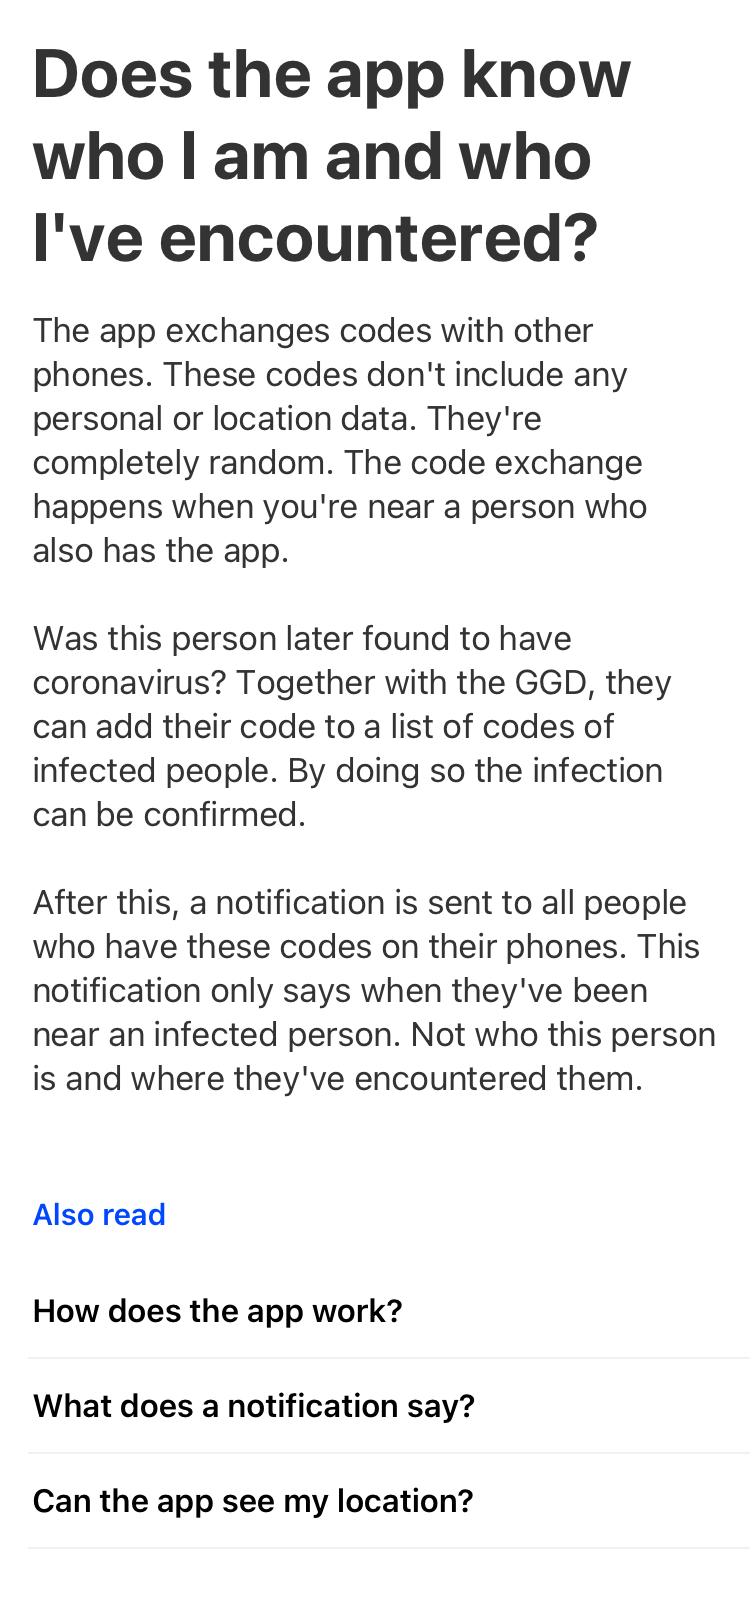 Does the app know
who I am and who
I've encountered?
The app exchanges codes with other
phones. These codes don't include any
personal or location data. They're
completely random. The code exchange
happens when you're near a person who
also has the app.
Was this person later found to have
coronavirus? Together with the GGD, they
can add their code to a list of codes of
infected people. By doing so the infection
can be confirmed.
After this, a notification is sent to all people
who have these codes on their phones. This
notification only says when they've been
near an infected person. Not who this person
is and where they've encountered them.
Also read
How does the app work?
What does a notification say?
Can the app see my location?